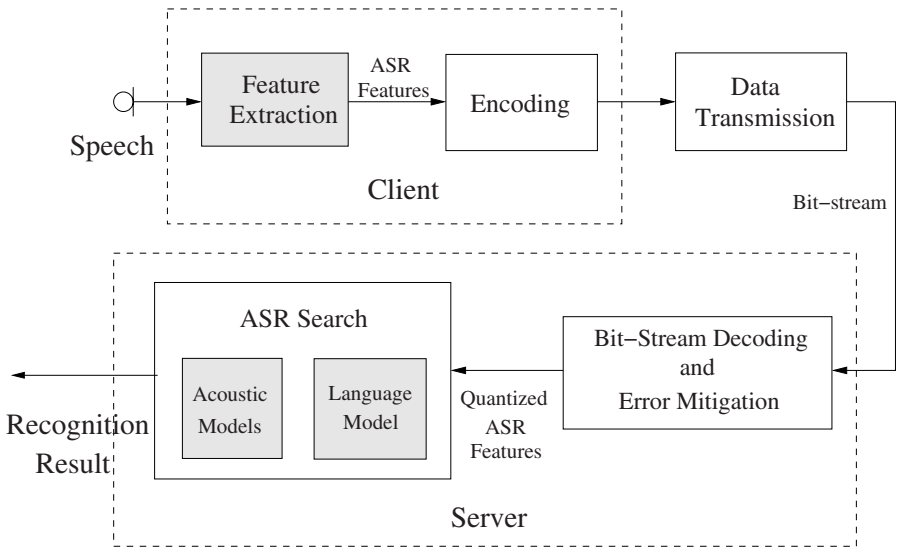 Speech
Feature
Extraction
ASR
Features
Encoding
Client
Data
Transmission
Bit−stream
Bit−Stream Decoding
and
Error Mitigation
Quantized
ASR
Features
ASR Search
Acoustic
Models
Language
Model
Recognition
Result
Server